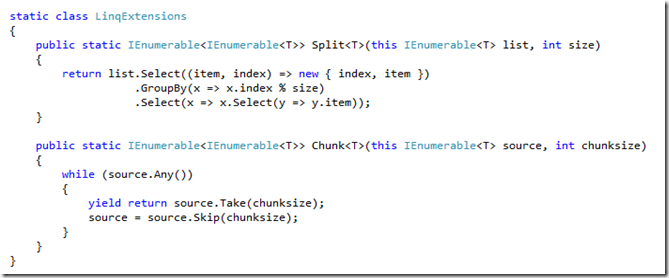 static class LinqExtensions
{
    public static IEnumerable<IEnumerable<T>> Split<T>(this IEnumerable<T> list, int size)
    {
        return list.Select((item, index) => new { index, item })
                   .GroupBy(x => x.index % size)
                   .Select(x => x.Select(y => y.item));
    }

    public static IEnumerable<IEnumerable<T>> Chunk<T>(this IEnumerable<T> source, int chunksize)
    {
        while (source.Any())
        {
            yield return source.Take(chunksize);
            source = source.Skip(chunksize);
        }
    }
}